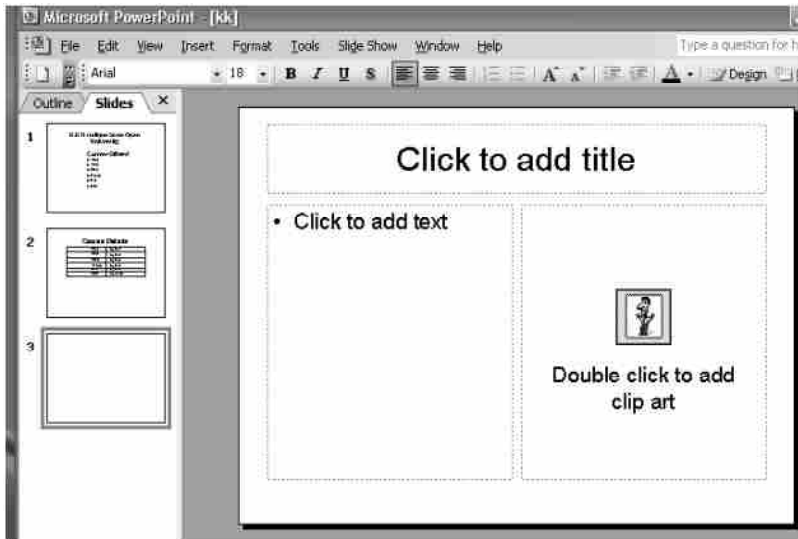 Microsoft PowerPoint - [kk]
File Edit View Insert Format Tools Slide Show Window Help
Type a question for h
Arial 18 B I U S A A A Design
Outline Slides ×
1
Course Offered
2
Course Details
3
Click to add title
• Click to add text
Double click to add
clip art